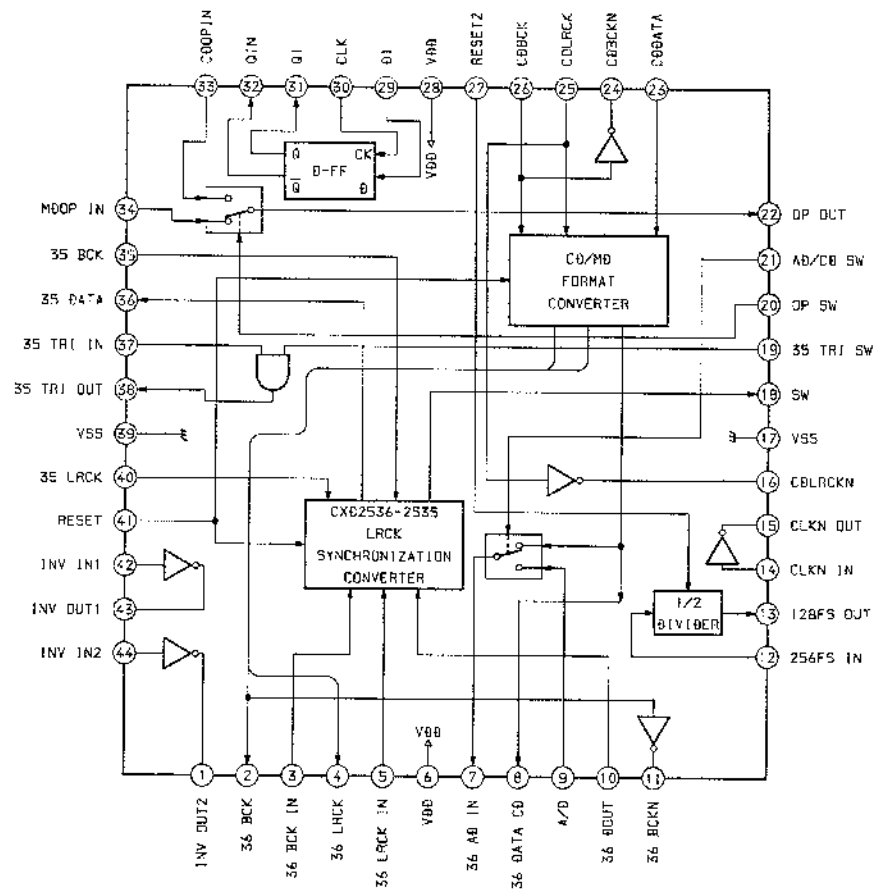 CDOPIN QIN Q1 CLK D1 VDD RESET2 CDBCK CDLRCK CDBCKN CDDATA
33 32 31 30 29 28 27 26 25 24 23
VDD
Q CK
D-FF
Q D
MDOP IN 34
22 OP OUT
35 BCK 35
CD/MD
FORMAT
CONVERTER
21 AD/CD SW
35 DATA 36
20 OP SW
35 TRI IN 37
19 35 TRI SW
35 TRI OUT 38
18 SW
VSS 39
17 VSS
35 LRCK 40
16 CDLRCKN
RESET 41
CXD2536-2535
LRCK
SYNCHRONIZATION
CONVERTER
15 CLKN OUT
INV IN1 42
14 CLKN IN
INV OUT1 43
1/2
DIVIDER
13 128FS OUT
INV IN2 44
12 256FS IN
VDD
1 2 3 4 5 6 7 8 9 10 11
INV OUT2 36 BCK 36 BCK IN 36 LRCK 36 LRCK IN VDD 36 AD IN 36 DATA CD A/D 36 DOUT 36 BCKN